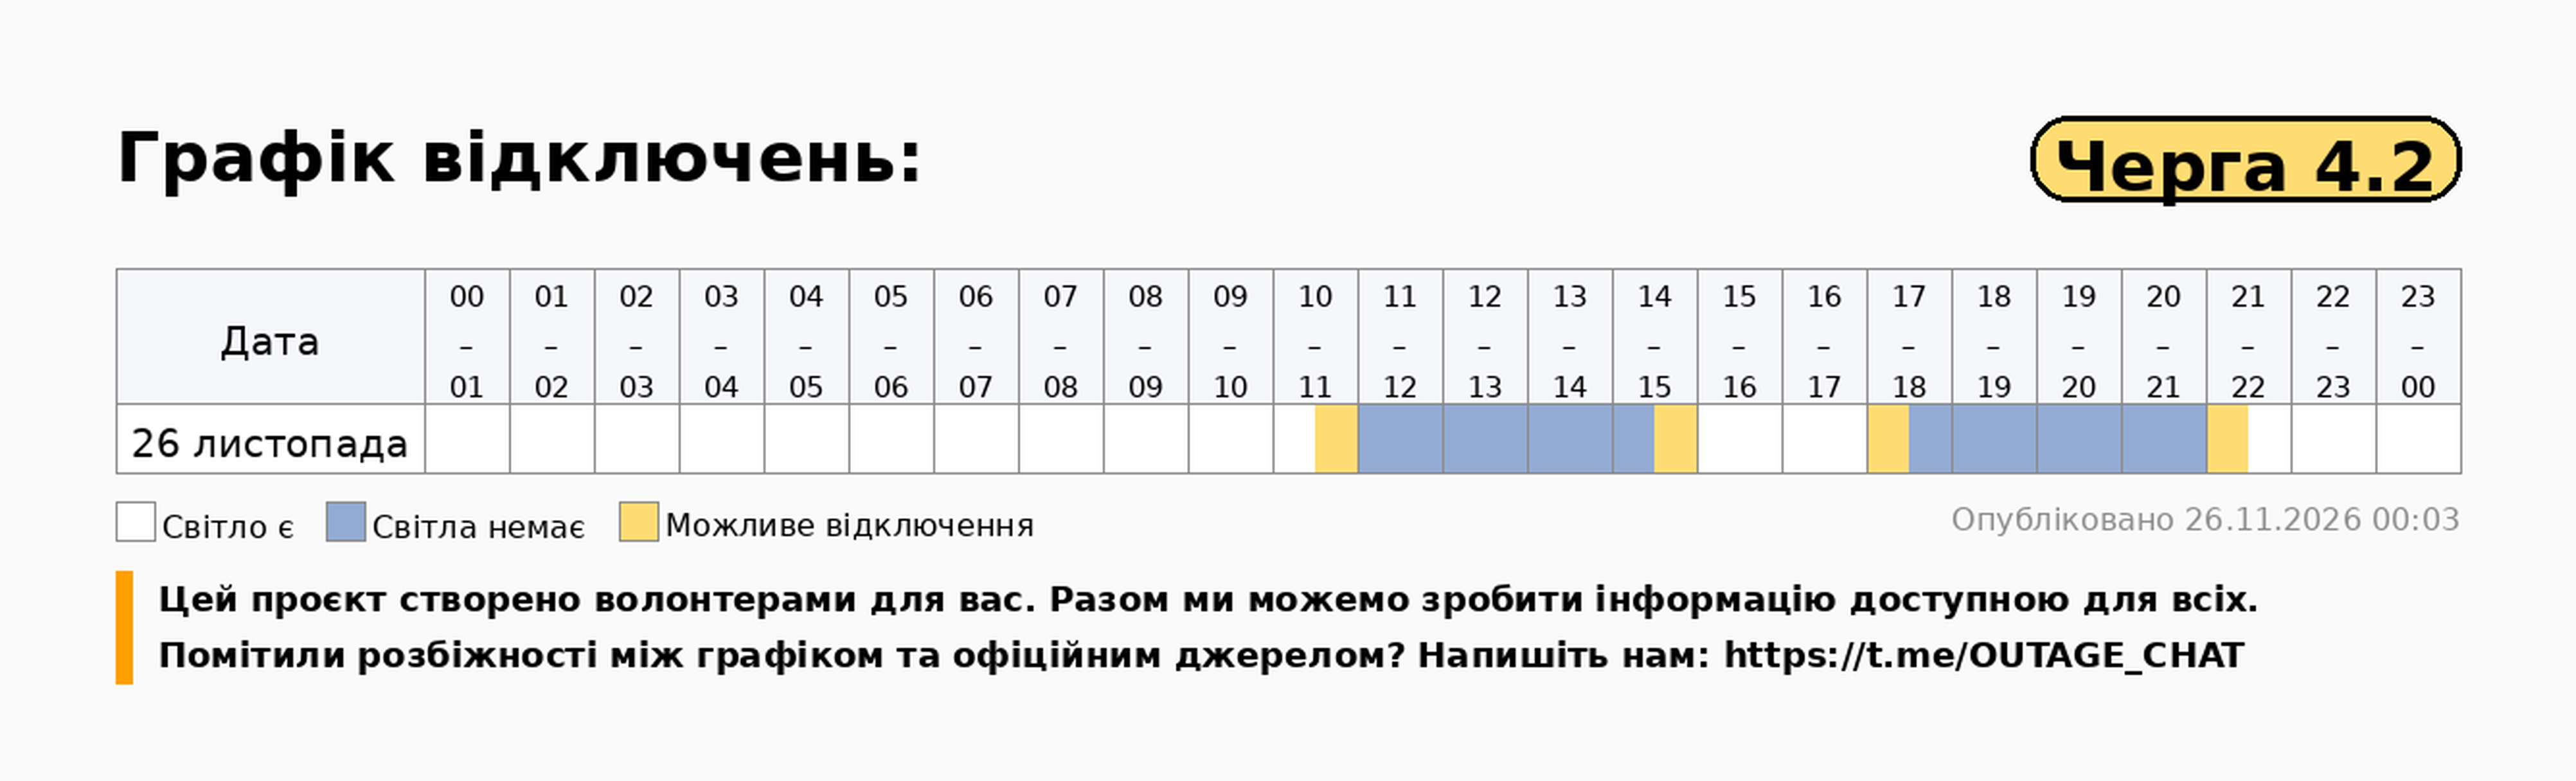 Графік відключень:
Черга 4.2
Дата
00 – 01
01 – 02
02 – 03
03 – 04
04 – 05
05 – 06
06 – 07
07 – 08
08 – 09
09 – 10
10 – 11
11 – 12
12 – 13
13 – 14
14 – 15
15 – 16
16 – 17
17 – 18
18 – 19
19 – 20
20 – 21
21 – 22
22 – 23
23 – 00
26 листопада
Світло є
Світла немає
Можливе відключення
Опубліковано 26.11.2026 00:03
Цей проєкт створено волонтерами для вас. Разом ми можемо зробити інформацію доступною для всіх.
Помітили розбіжності між графіком та офіційним джерелом? Напишіть нам: https://t.me/OUTAGE_CHAT